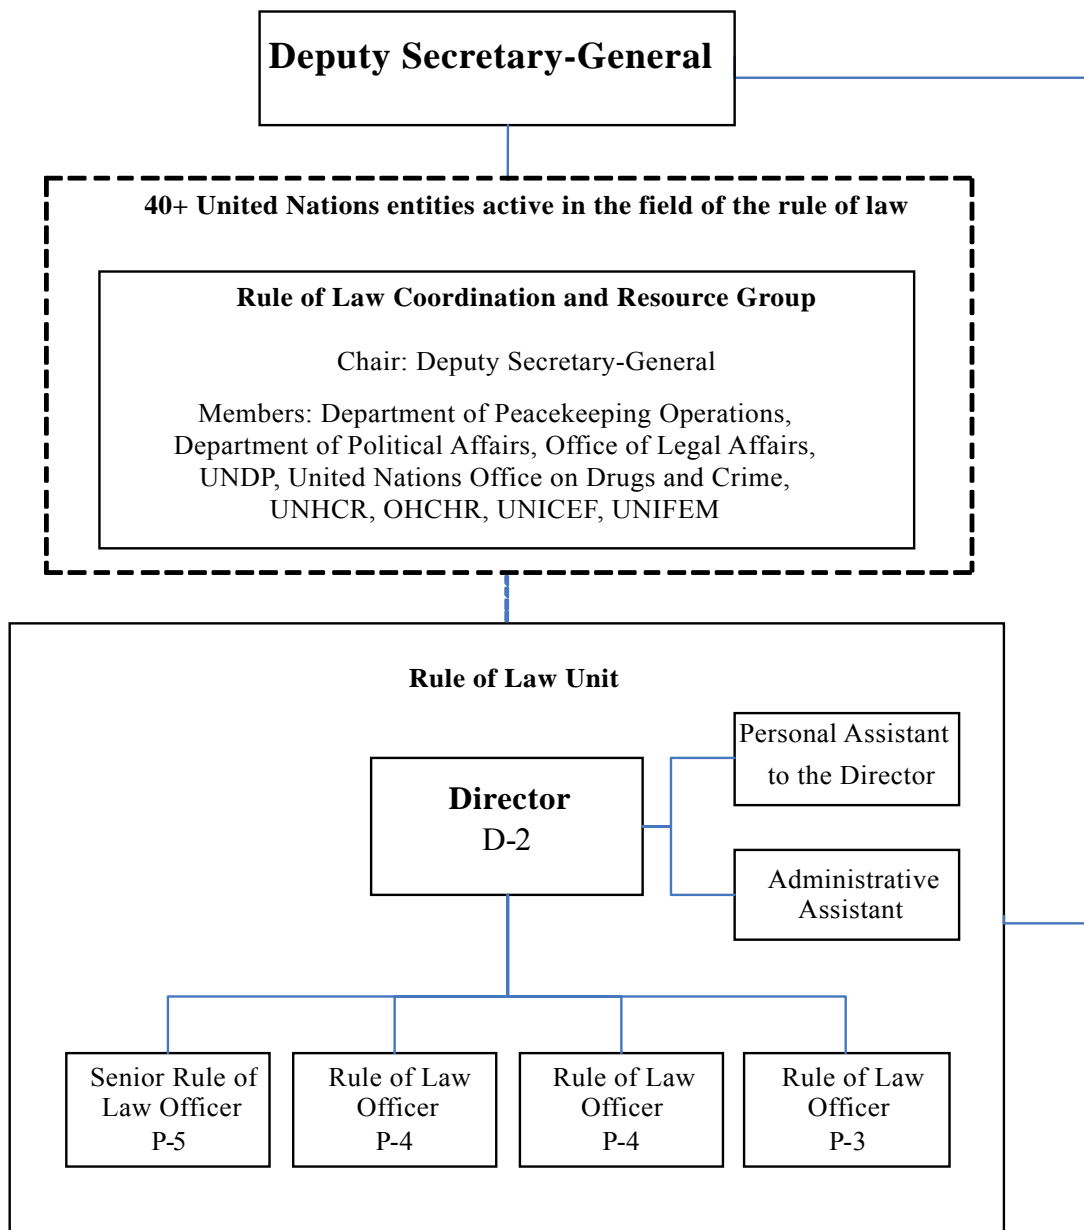 Deputy Secretary-General
40+ United Nations entities active in the field of the rule of law
Rule of Law Coordination and Resource Group
Chair: Deputy Secretary-General
Members: Department of Peacekeeping Operations,
Department of Political Affairs, Office of Legal Affairs,
UNDP, United Nations Office on Drugs and Crime,
UNHCR, OHCHR, UNICEF, UNIFEM
Rule of Law Unit
Personal Assistant
to the Director
Director
D-2
Administrative
Assistant
Senior Rule of
Law Officer
P-5
Rule of Law
Officer
P-4
Rule of Law
Officer
P-4
Rule of Law
Officer
P-3